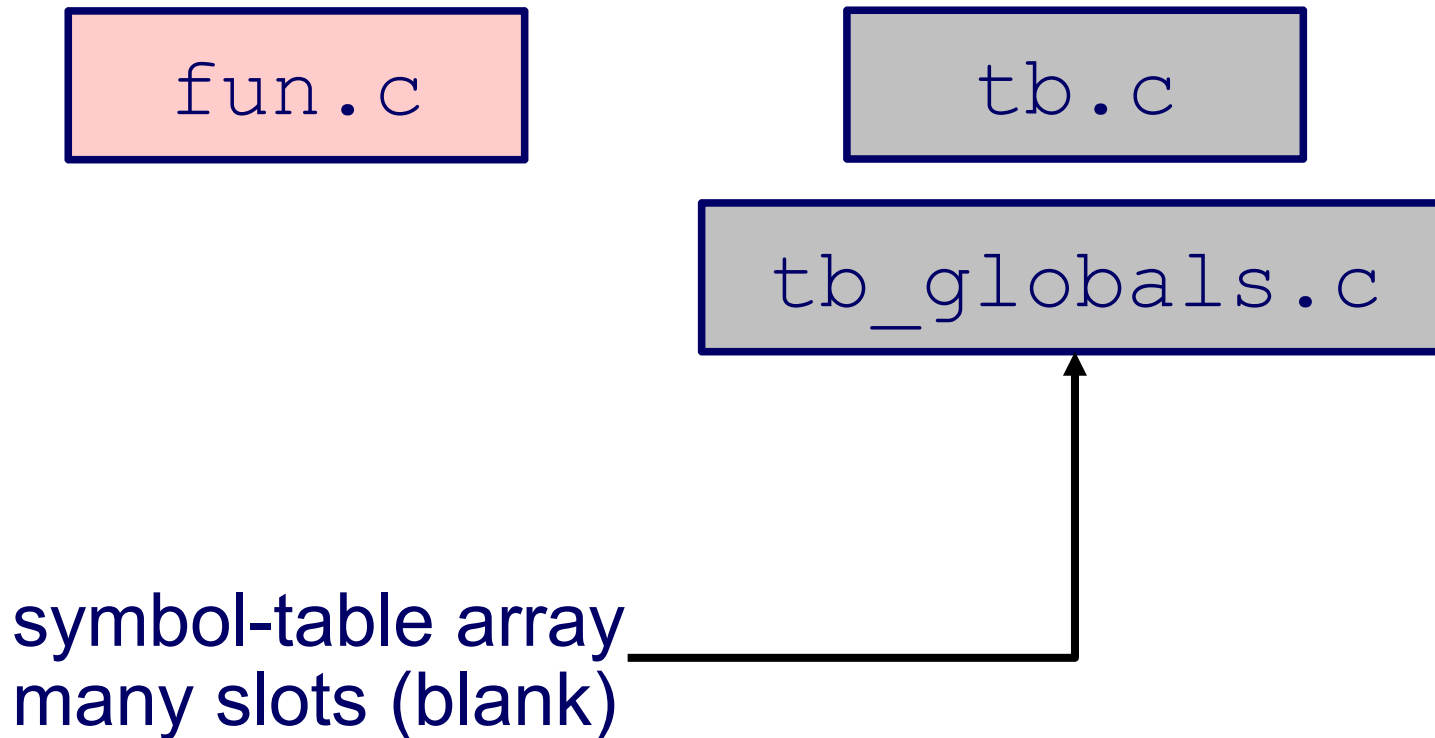 fun.c
tb.c
tb_globals.c
symbol-table array
many slots (blank)